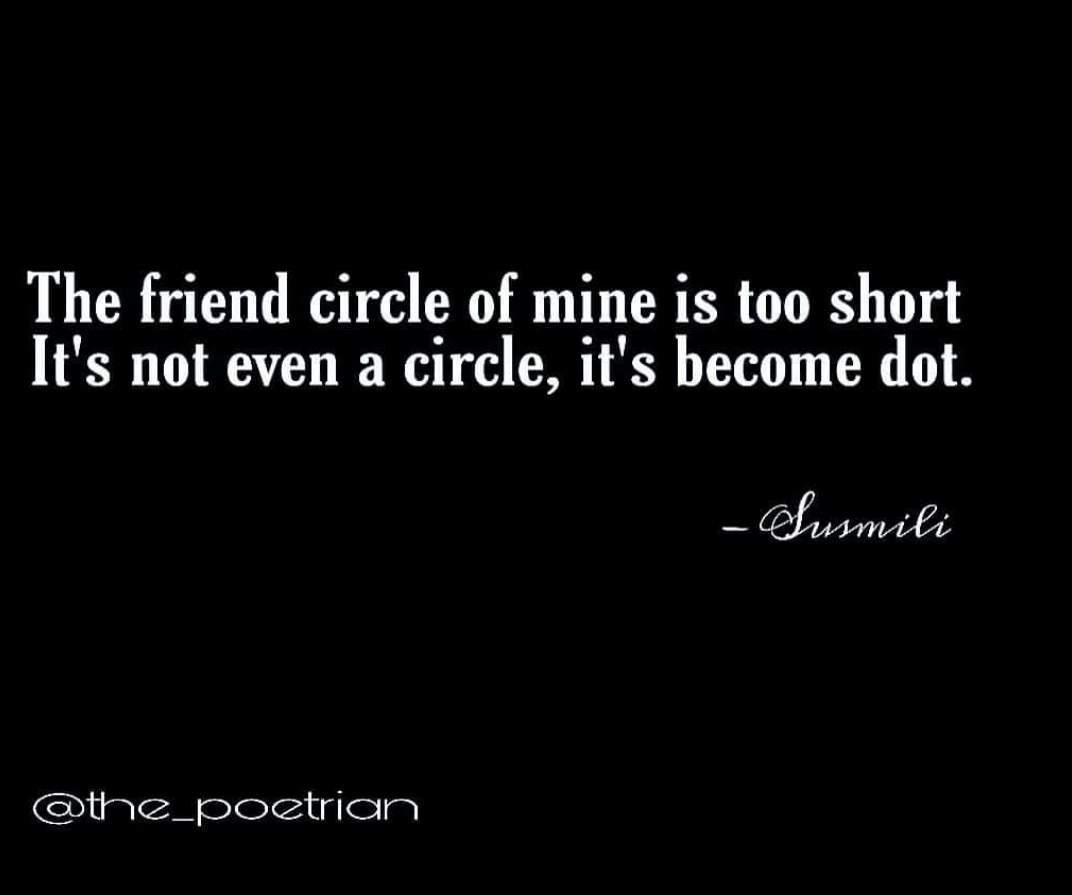 The friend circle of mine is too short
It's not even a circle, it's become dot.
– Susmili
@the_poetrian